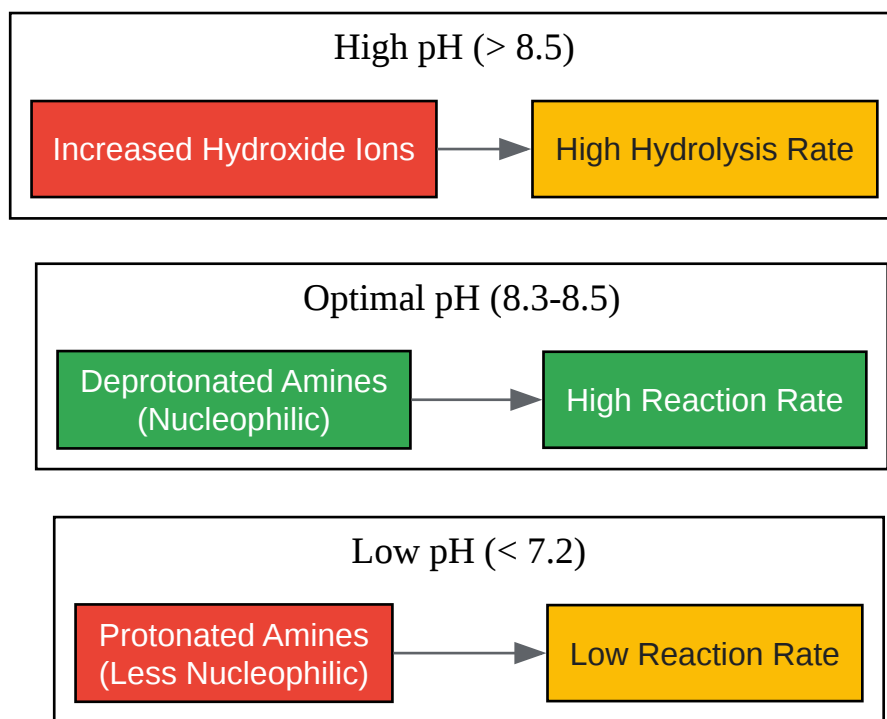 High pH (> 8.5)
Increased Hydroxide Ions
High Hydrolysis Rate
Optimal pH (8.3-8.5)
Deprotonated Amines
(Nucleophilic)
High Reaction Rate
Low pH (< 7.2)
Protonated Amines
(Less Nucleophilic)
Low Reaction Rate